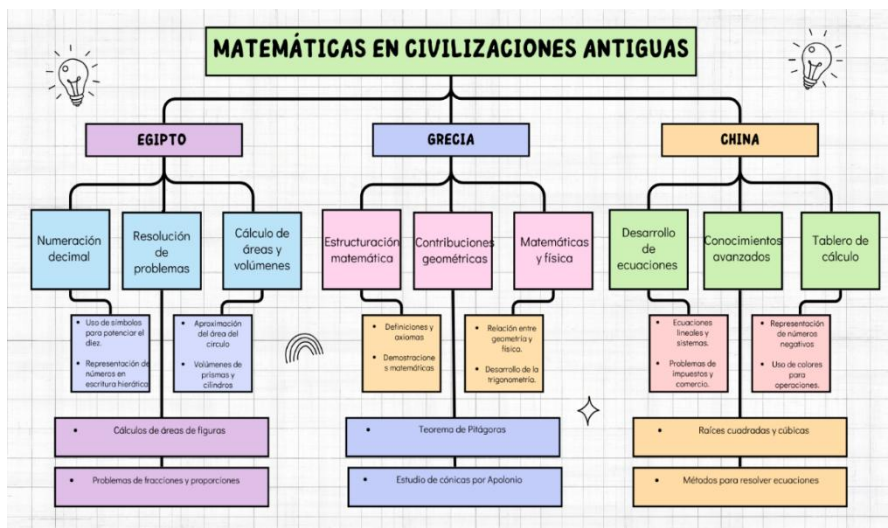 MATEMÁTICAS EN CIVILIZACIONES ANTIGUAS
EGIPTO
GRECIA
CHINA
Numeración
decimal
Resolución
de
problemas
Cálculo de
áreas y
volúmenes
Estructuración
matemática
Contribuciones
geométricas
Matemáticas
y física
Desarrollo
de
ecuaciones
Conocimientos
avanzados
Tablero de
cálculo
• Uso de símbolos
para potenciar el
diez.
• Representación de
números en
escritura hierática
• Aproximación
del área del
círculo
• Volúmenes de
prismas y
cilindros
• Definiciones y
axiomas
• Demostracione
s matemáticas
• Relación entre
geometría y
física.
• Desarrollo de la
trigonometría.
• Ecuaciones
lineales y
sistemas.
• Problemas de
impuestos y
comercio.
• Representación
de números
negativos
• Uso de colores
para
operaciones.
• Cálculos de áreas de figuras
• Teorema de Pitágoras
• Raíces cuadradas y cúbicas
• Problemas de fracciones y proporciones
• Estudio de cónicas por Apolonio
• Métodos para resolver ecuaciones